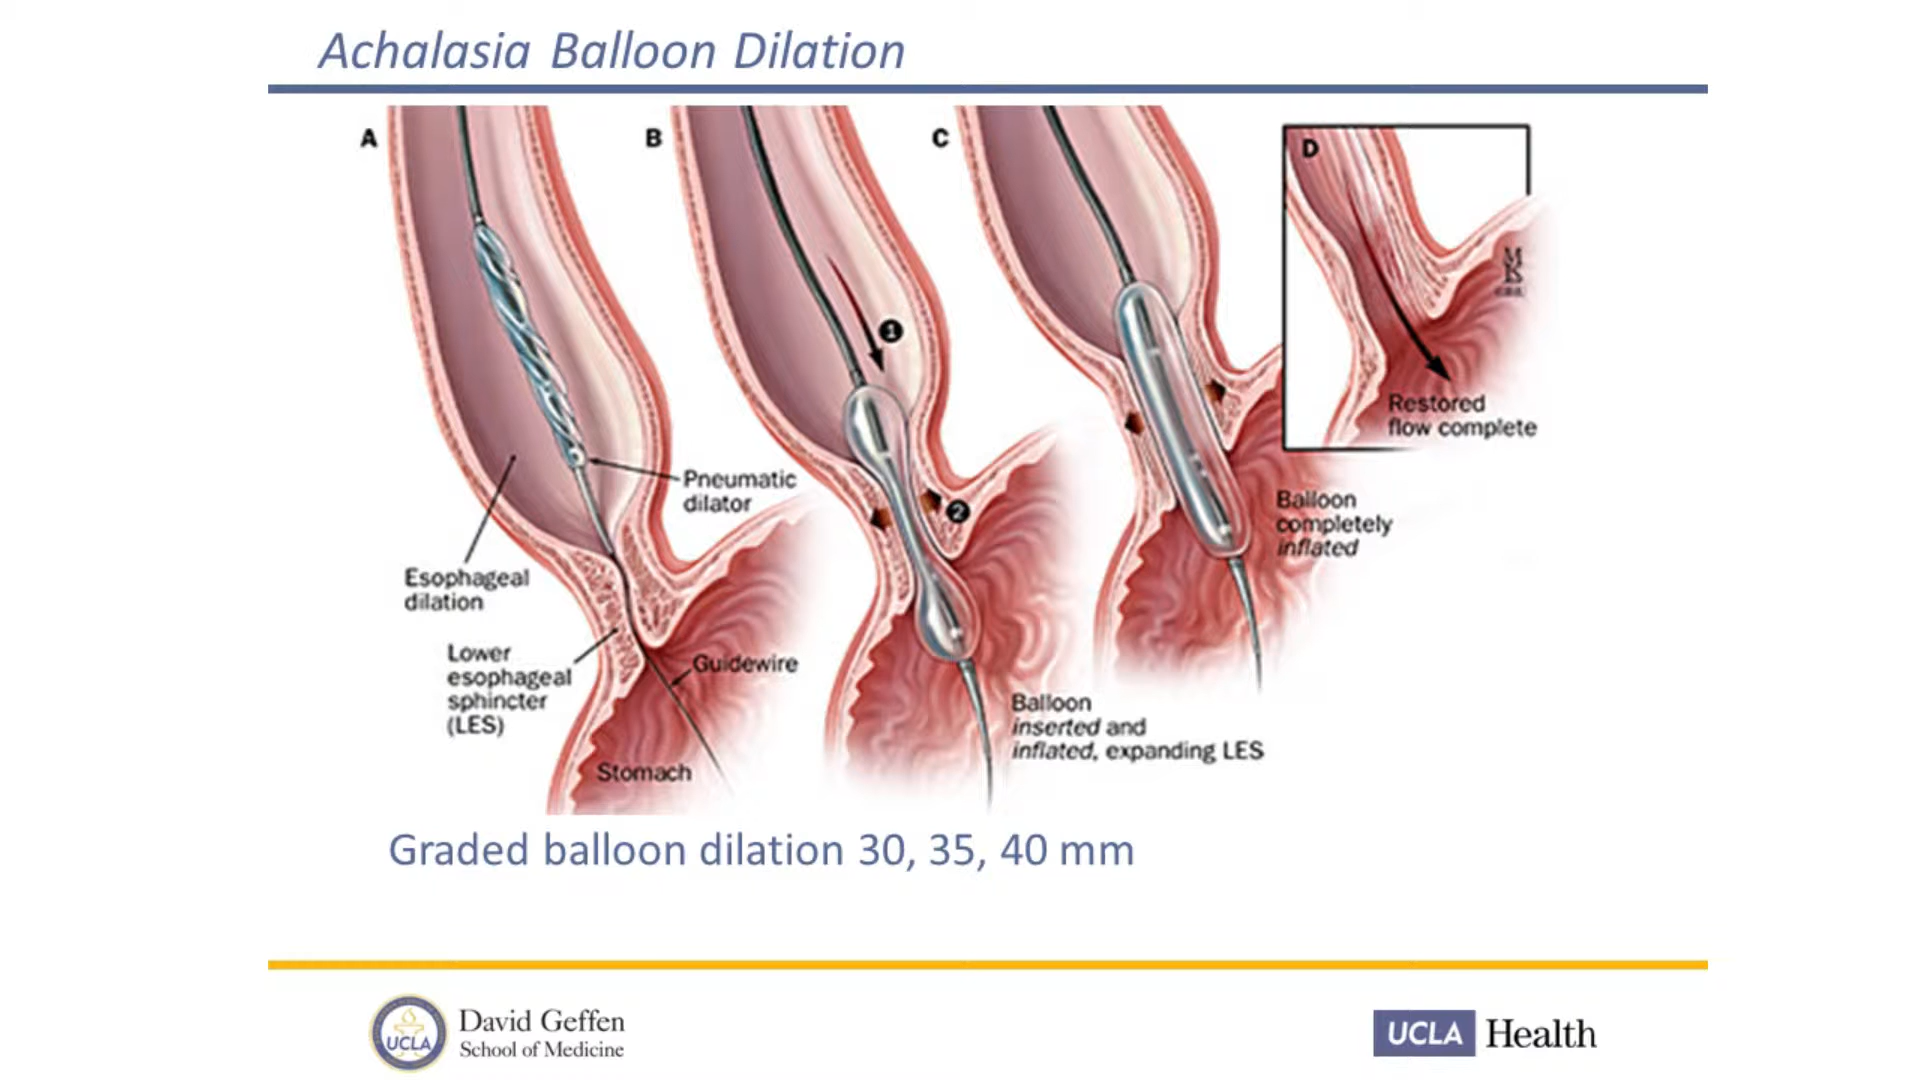 Achalasia Balloon Dilation
A
B
C
D
1
2
Pneumatic
dilator
Esophageal
dilation
Lower
esophageal
sphincter
(LES)
Guidewire
Stomach
Balloon
inserted and
inflated, expanding LES
Balloon
completely
inflated
Restored
flow complete
Graded balloon dilation 30, 35, 40 mm
UCLA
David Geffen
School of Medicine
UCLA Health